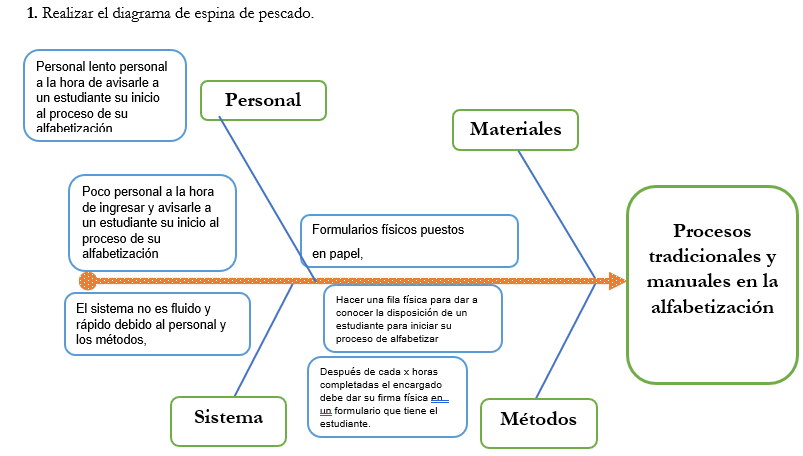 1. Realizar el diagrama de espina de pescado.
Personal lento personal
a la hora de avisarle a
un estudiante su inicio
al proceso de su
alfabetización
Personal
Materiales
Poco personal a la hora
de ingresar y avisarle a
un estudiante su inicio al
proceso de su
alfabetización
Formularios físicos puestos
en papel,
Procesos
tradicionales y
manuales en la
alfabetización
El sistema no es fluido y
rápido debido al personal y
los métodos,
Hacer una fila física para dar a
conocer la disposición de un
estudiante para iniciar su
proceso de alfabetizar
Después de cada x horas
completadas el encargado
debe dar su firma física en
un formulario que tiene el
estudiante.
Sistema
Métodos